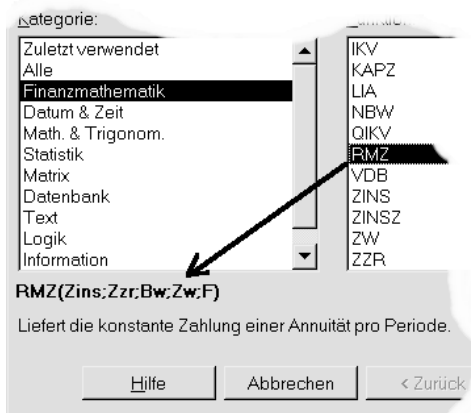 Kategorie:
Zuletzt verwendet
Alle
Finanzmathematik
Datum & Zeit
Math. & Trigonom.
Statistik
Matrix
Datenbank
Text
Logik
Information
IKV
KAPZ
LIA
NBW
QIKV
RMZ
VDB
ZINS
ZINSZ
ZW
ZZR
RMZ(Zins;Zzr;Bw;Zw;F)
Liefert die konstante Zahlung einer Annuität pro Periode.
Hilfe
Abbrechen
< Zurück